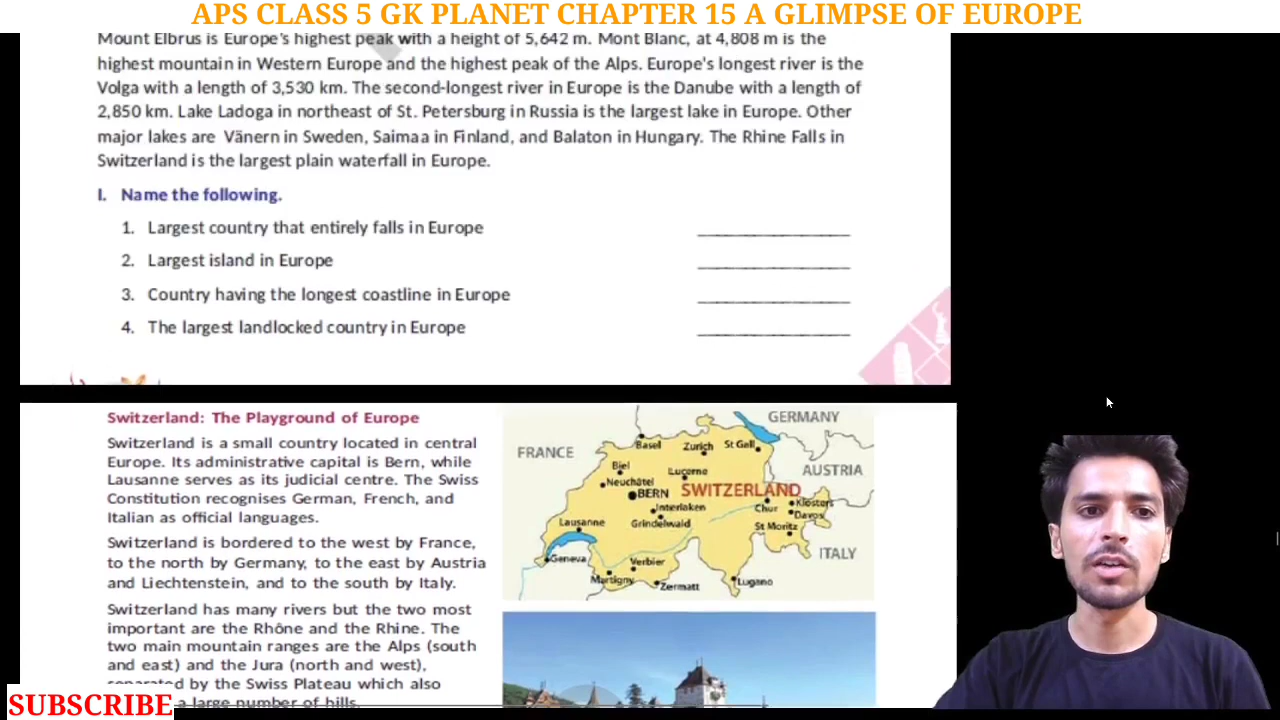 APS CLASS 5 GK PLANET CHAPTER 15 A GLIMPSE OF EUROPE
Mount Elbrus is Europe's highest peak with a height of 5,642 m. Mont Blanc, at 4,808 m is the
highest mountain in Western Europe and the highest peak of the Alps. Europe's longest river is the
Volga with a length of 3,530 km. The second-longest river in Europe is the Danube with a length of
2,850 km. Lake Ladoga in northeast of St. Petersburg in Russia is the largest lake in Europe. Other
major lakes are Vänern in Sweden, Saimaa in Finland, and Balaton in Hungary. The Rhine Falls in
Switzerland is the largest plain waterfall in Europe.
I. Name the following.
1. Largest country that entirely falls in Europe
2. Largest island in Europe
3. Country having the longest coastline in Europe
4. The largest landlocked country in Europe
Switzerland: The Playground of Europe
Switzerland is a small country located in central
Europe. Its administrative capital is Bern, while
Lausanne serves as its judicial centre. The Swiss
Constitution recognises German, French, and
Italian as official languages.
Switzerland is bordered to the west by France,
to the north by Germany, to the east by Austria
and Liechtenstein, and to the south by Italy.
Switzerland has many rivers but the two most
important are the Rhône and the Rhine. The
two main mountain ranges are the Alps (south
and east) and the Jura (north and west),
separated by the Swiss Plateau which also
a large number of hills.
GERMANY
FRANCE
Basel
Zurich
St Gall
AUSTRIA
Biel
Lucerne
Neuchâtel
BERN
SWITZERLAND
Interlaken
Chur
Klosters
Davos
Lausanne
Grindelwald
St Moritz
ITALY
Geneva
Verbier
Martigny
Zermatt
Lugano
SUBSCRIBE